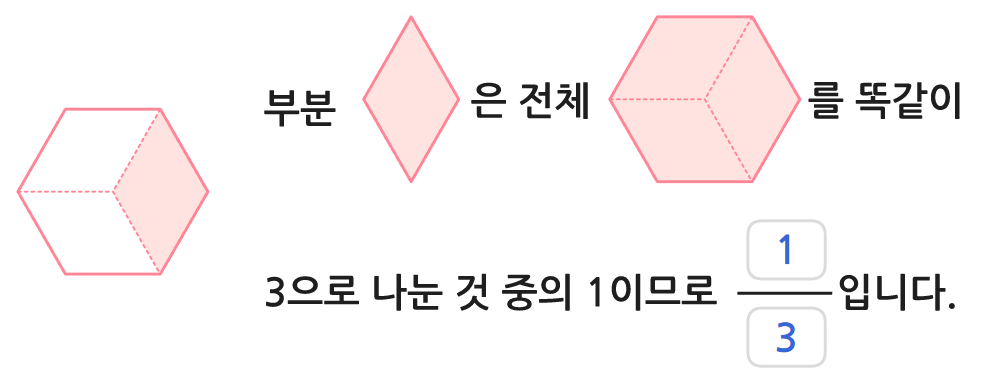 부분 은 전체 를 똑같이
3으로 나눈 것 중의 1이므로 1/3 입니다.